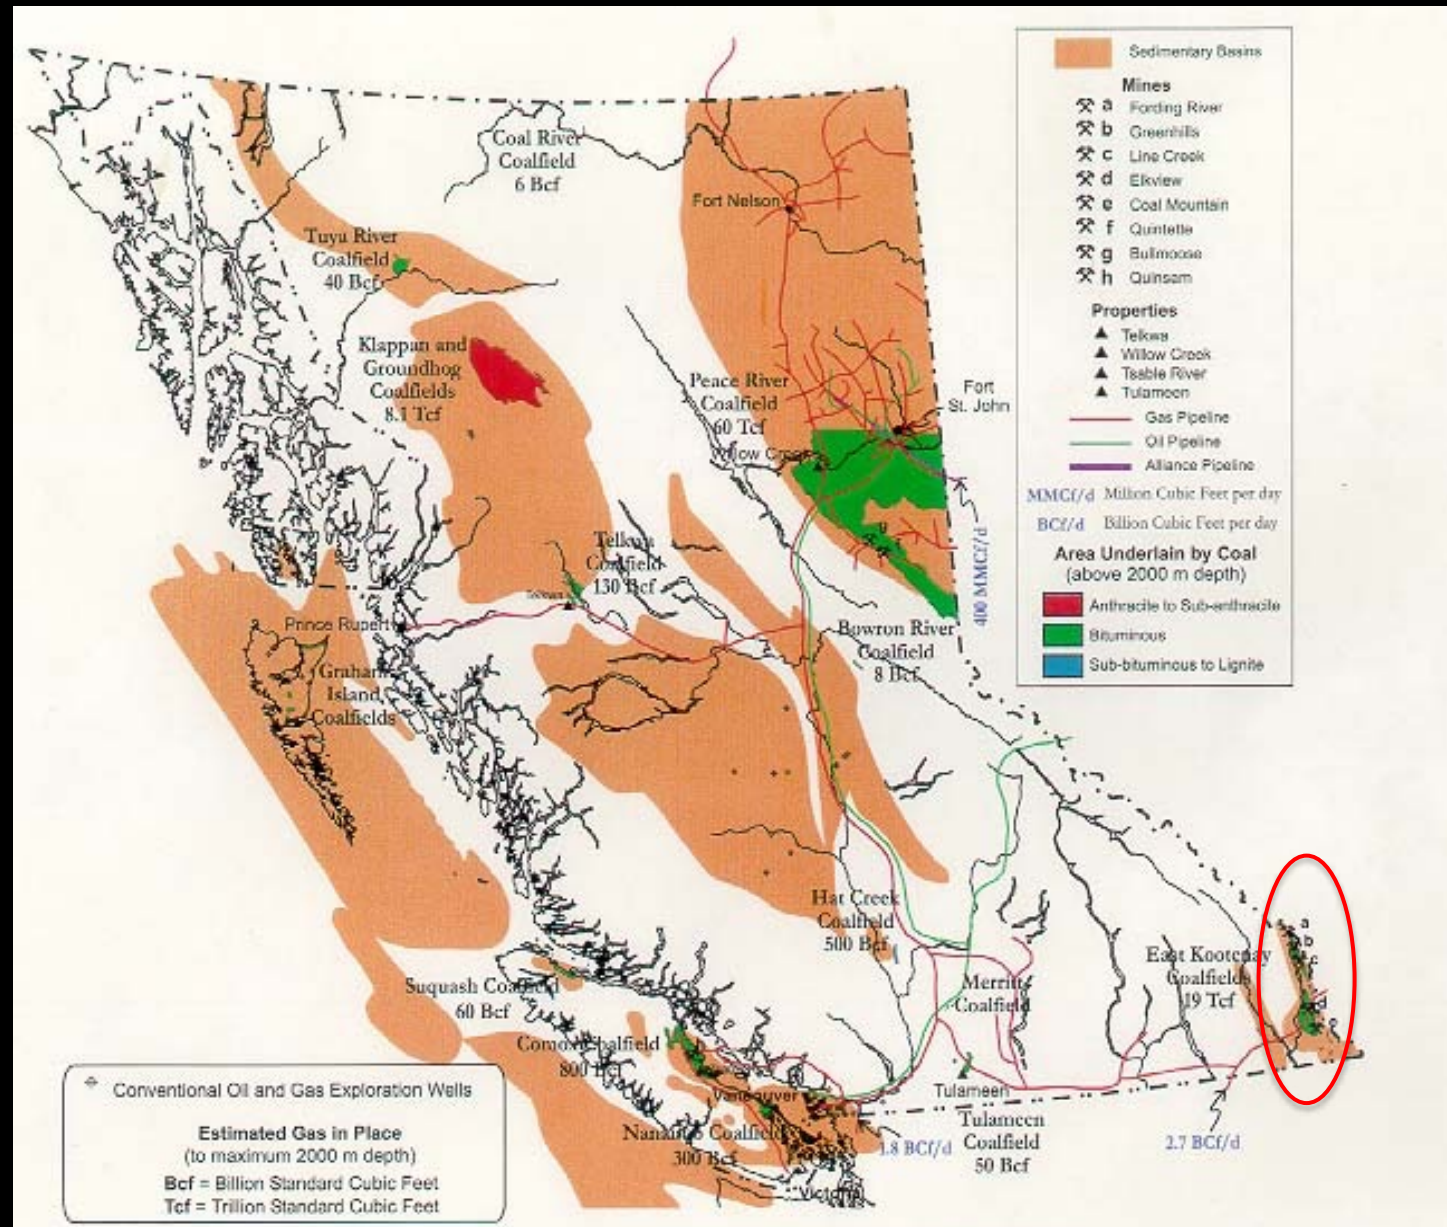 Sedimentary Basins
Mines
a Fording River
b Greenhills
c Line Creek
d Elkview
e Coal Mountain
f Quintette
g Bullmoose
h Quinsam
Properties
Telkwa
Willow Creek
Tsable River
Tulameen
Gas Pipeline
Oil Pipeline
Alliance Pipeline
MMCf/d Million Cubic Feet per day
BCf/d Billion Cubic Feet per day
Area Underlain by Coal
(above 2000 m depth)
Anthracite to Sub-anthracite
Bituminous
Sub-bituminous to Lignite
Coal River
Coalfield
6 Bcf
Fort Nelson
Tuya River
Coalfield
40 Bcf
Klappan and
Groundhog
Coalfields
8.1 Tcf
Peace River
Coalfield
60 Tcf
Willow Creek
Fort
St. John
g
400 MMCf/d
Telkwa
Coalfield
130 Bcf
Telkwa
Prince Rupert
Graham
Island
Coalfields
Bowron River
Coalfield
8 Bcf
Hat Creek
Coalfield
500 Bcf
Merritt
Coalfield
East Kootenay
Coalfields
19 Tcf
a
b
c
d
e
Suquash Coalfield
60 Bcf
Comox Coalfield
800 Bcf
h
Vancouver
Nanaimo Coalfield
300 Bcf
Victoria
1.8 BCf/d
Tulameen
Tulameen
Coalfield
50 Bcf
2.7 BCf/d
Conventional Oil and Gas Exploration Wells
Estimated Gas in Place
(to maximum 2000 m depth)
Bcf = Billion Standard Cubic Feet
Tcf = Trillion Standard Cubic Feet